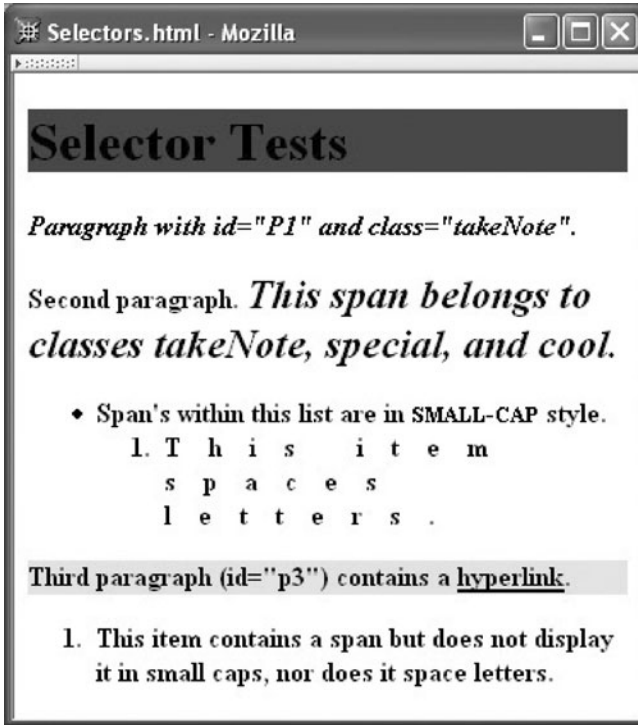 Selectors.html - Mozilla
Selector Tests
Paragraph with id="P1" and class="takeNote".
Second paragraph. This span belongs to
classes takeNote, special, and cool.
• Span's within this list are in SMALL-CAP style.
1. T h i s i t e m
s p a c e s
l e t t e r s .
Third paragraph (id="p3") contains a hyperlink.
1. This item contains a span but does not display
it in small caps, nor does it space letters.